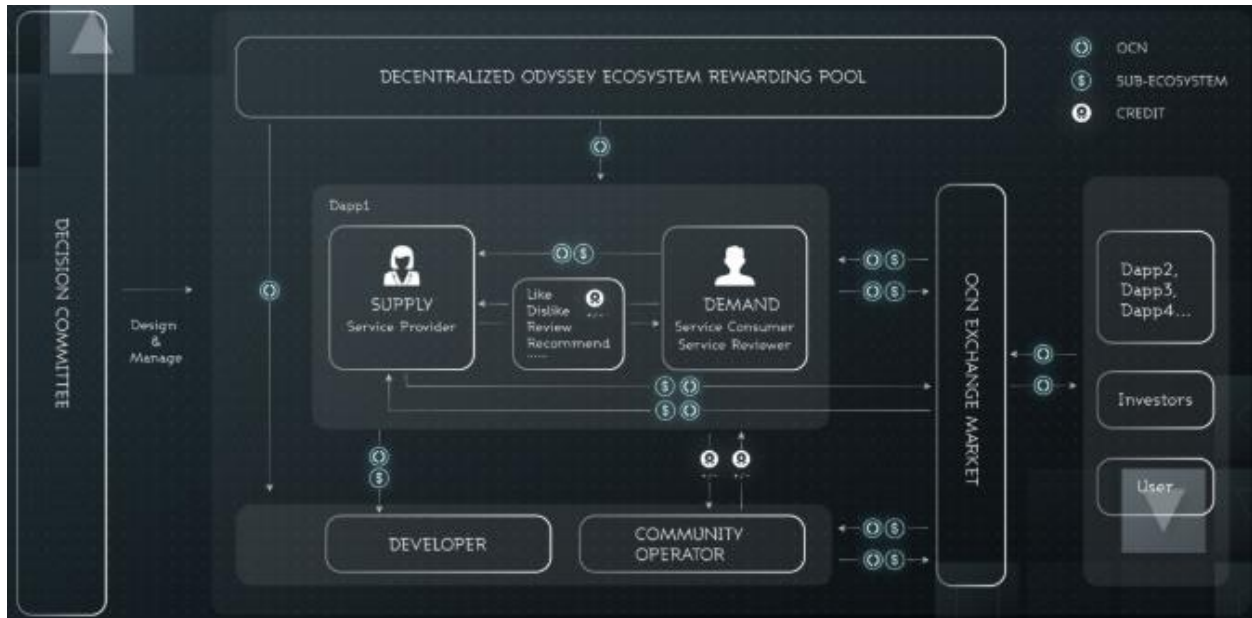 DECENTRALIZED ODYSSEY ECOSYSTEM REWARDING POOL
OCN
SUB-ECOSYSTEM
CREDIT
DECISION COMMITTEE
Design
&
Manage
Dapp1
SUPPLY
Service Provider
Like
Dislike
Review
Recommend
.....
DEMAND
Service Consumer
Service Reviewer
OCN EXCHANGE MARKET
Dapp2,
Dapp3,
Dapp4...
Investors
User
DEVELOPER
COMMUNITY
OPERATOR